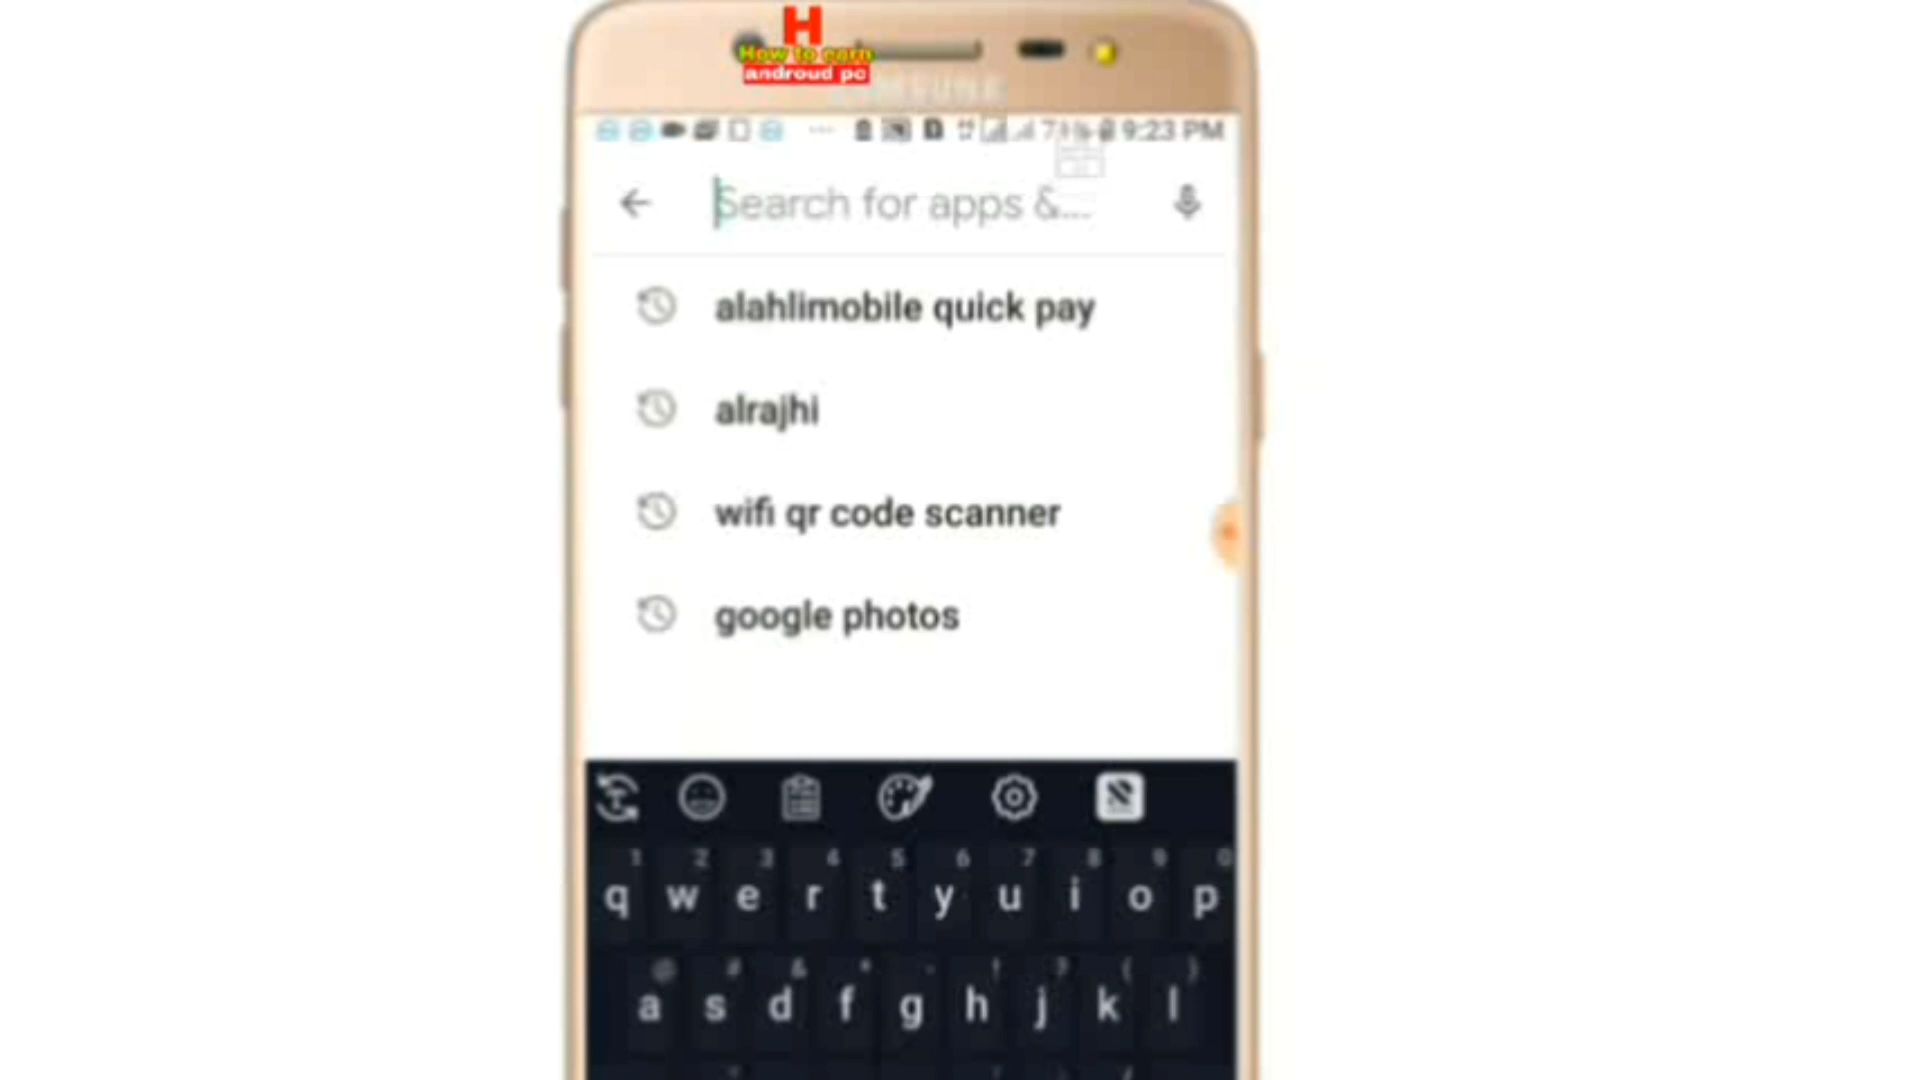 H
How to earn
androud pc
SAMSUNG
9:23 PM
Search for apps &...
alahlimobile quick pay
alrajhi
wifi qr code scanner
google photos
1 2 3 4 5 6 7 8 9 0
q w e r t y u i o p
@ # & * - ! ? ( )
a s d f g h j k l